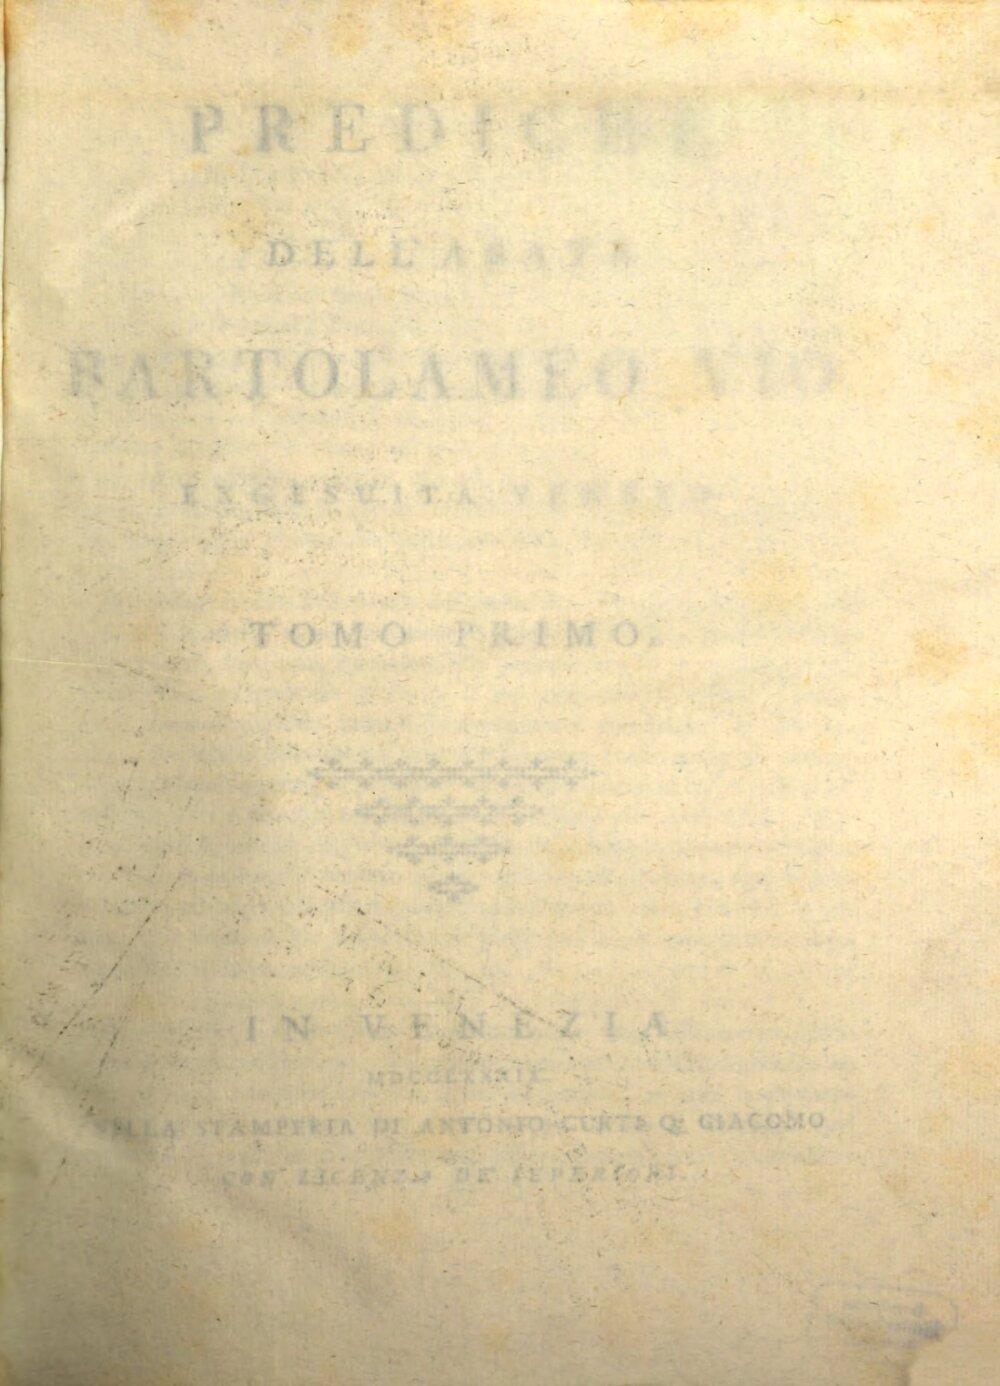 PREDICHE
DELL'ABATE
BARTOLAMEO VIO
EXGESUITA VENETO
TOMO PRIMO.
IN VENEZIA
NELLA STAMPERIA DI ANTONIO CURTI Q: GIACOMO
CON LICENZA DE' SUPERIORI.